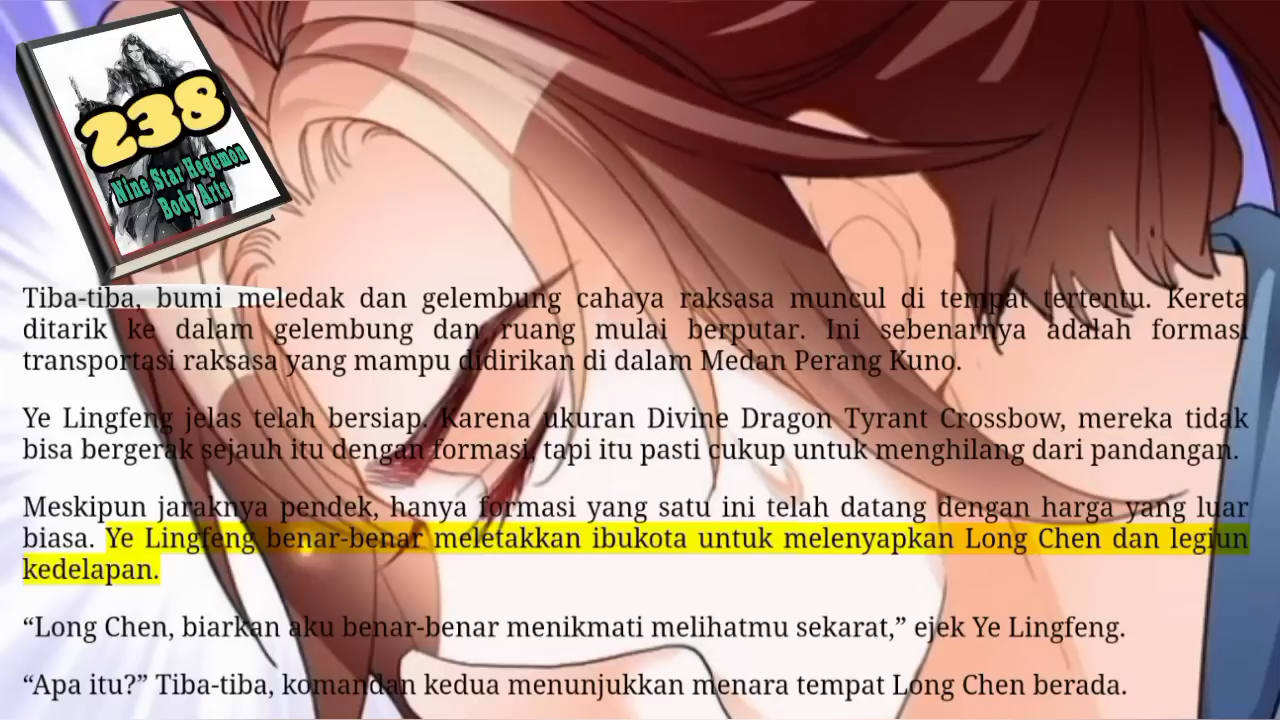 238
Nine Star Hegemon
Body Arts
Tiba-tiba, bumi meledak dan gelembung cahaya raksasa muncul di tempat tertentu. Kereta
ditarik ke dalam gelembung dan ruang mulai berputar. Ini sebenarnya adalah formasi
transportasi raksasa yang mampu didirikan di dalam Medan Perang Kuno.
Ye Lingfeng jelas telah bersiap. Karena ukuran Divine Dragon Tyrant Crossbow, mereka tidak
bisa bergerak sejauh itu dengan formasi, tapi itu pasti cukup untuk menghilang dari pandangan.
Meskipun jaraknya pendek, hanya formasi yang satu ini telah datang dengan harga yang luar
biasa. Ye Lingfeng benar-benar meletakkan ibukota untuk melenyapkan Long Chen dan legiun
kedelapan.
“Long Chen, biarkan aku benar-benar menikmati melihatmu sekarat,” ejek Ye Lingfeng.
“Apa itu?” Tiba-tiba, komandan kedua menunjukkan menara tempat Long Chen berada.